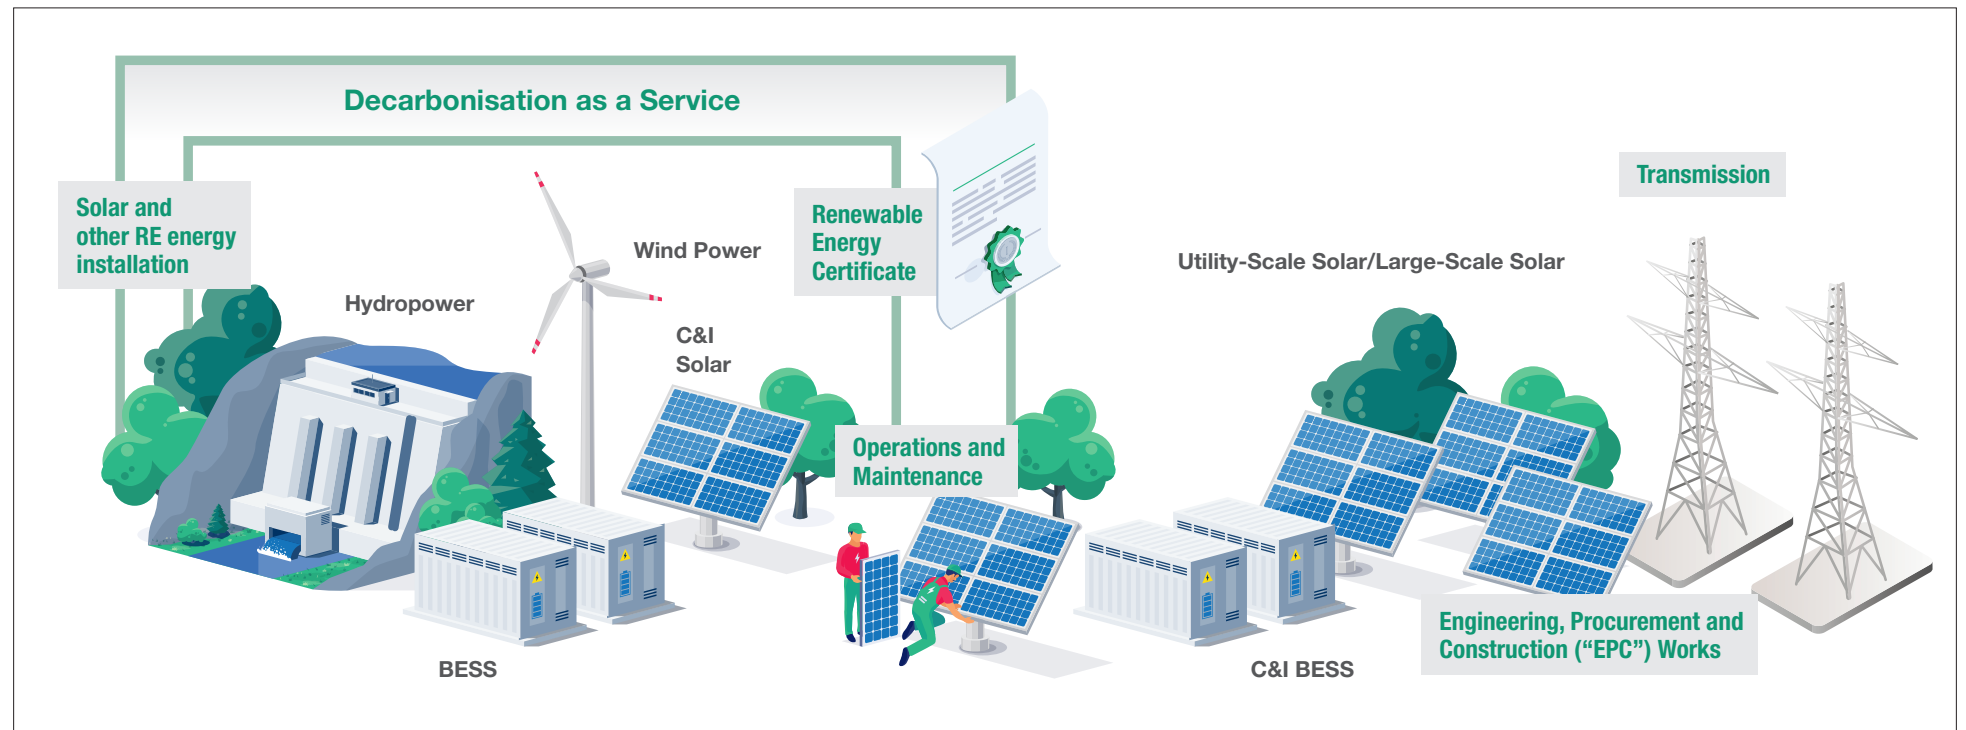 Decarbonisation as a Service
Solar and
other RE energy
installation
Hydropower
Wind Power
C&I
Solar
Renewable
Energy
Certificate
Operations and
Maintenance
Utility-Scale Solar/Large-Scale Solar
Transmission
BESS
C&I BESS
Engineering, Procurement and
Construction (“EPC”) Works